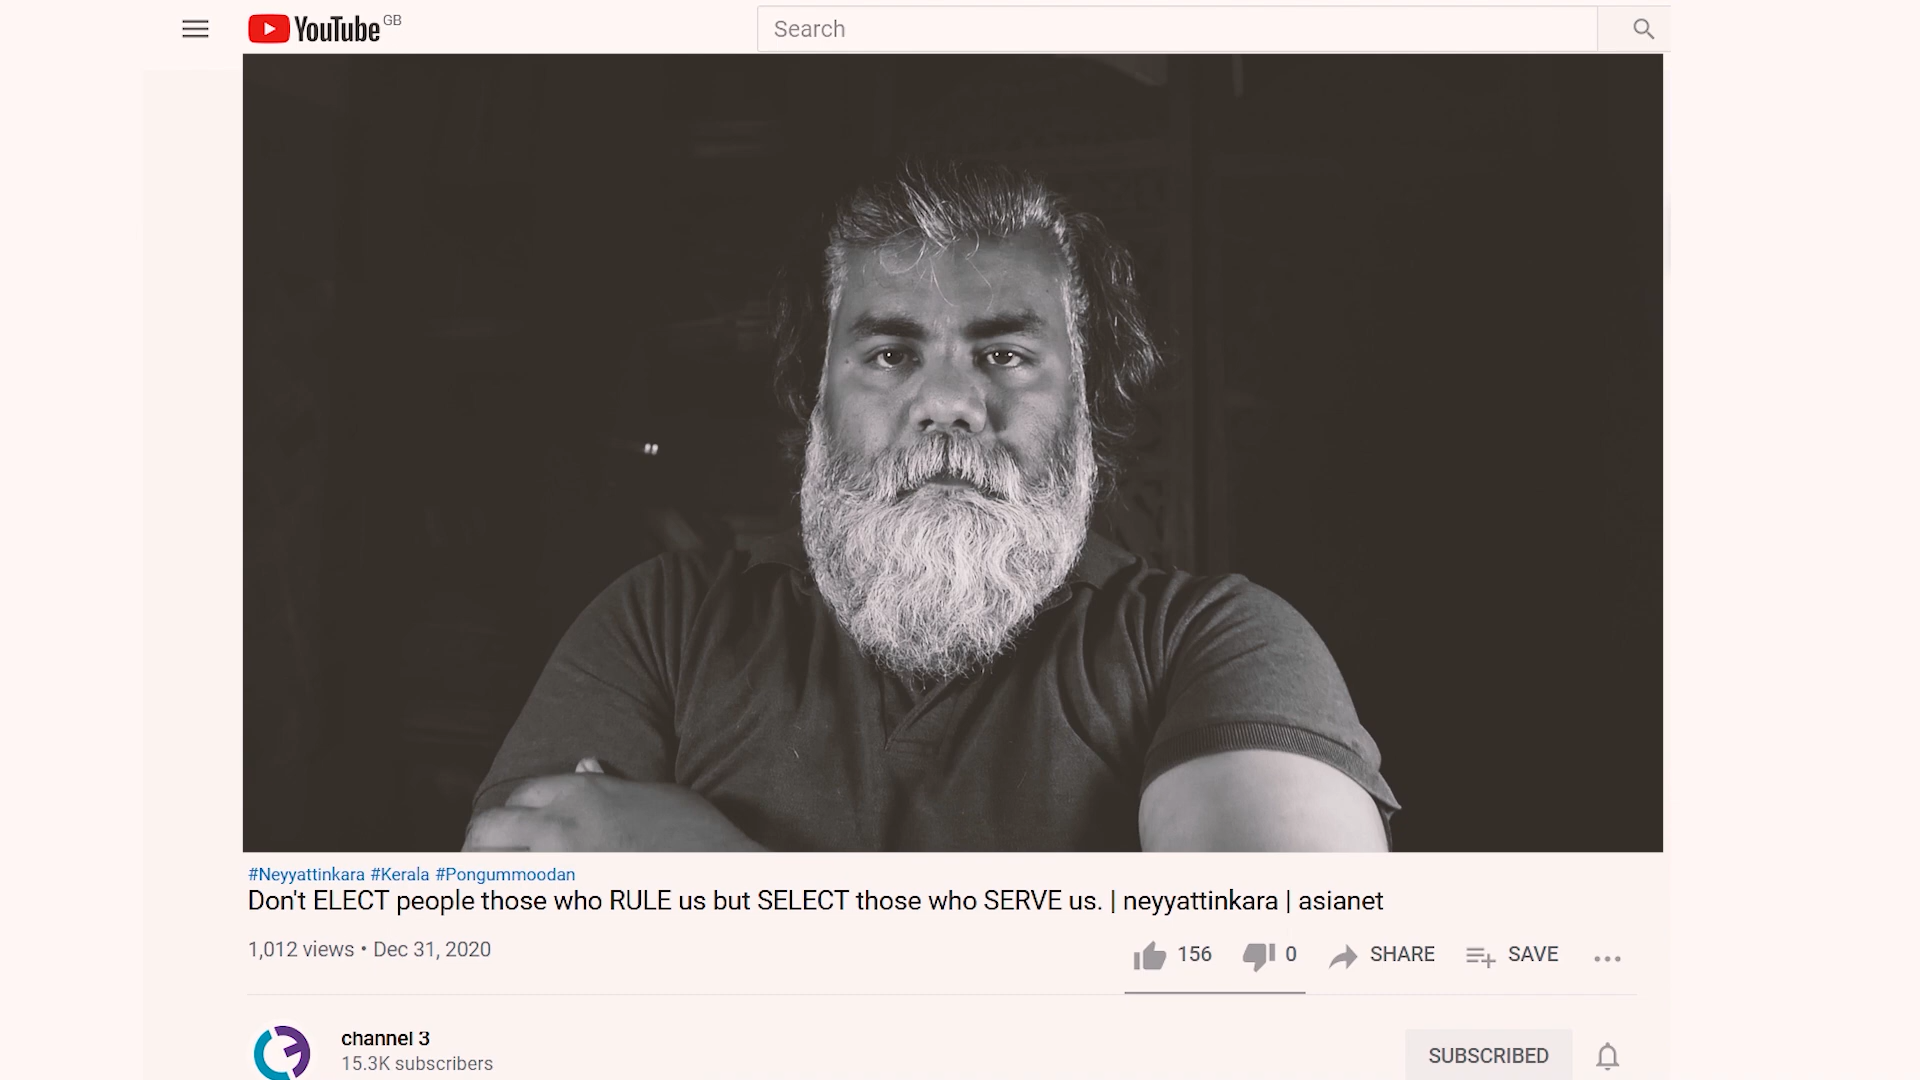 YouTube GB
Search
#Neyyattinkara #Kerala #Pongummoodan
Don't ELECT people those who RULE us but SELECT those who SERVE us. | neyyattinkara | asianet
1,012 views • Dec 31, 2020
156 0 SHARE SAVE
channel 3
15.3K subscribers
SUBSCRIBED